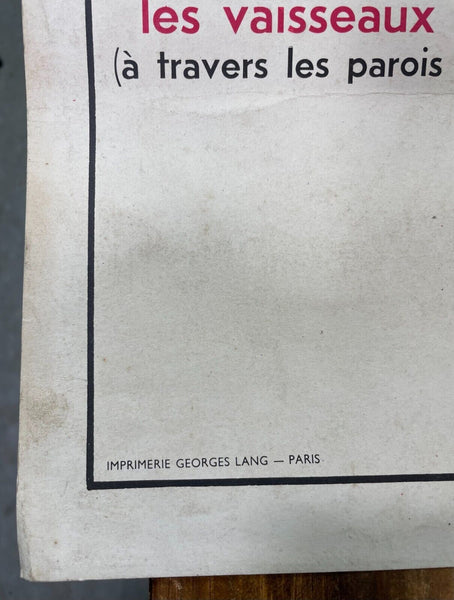 les vaisseaux
(à travers les parois
IMPRIMERIE GEORGES LANG — PARIS